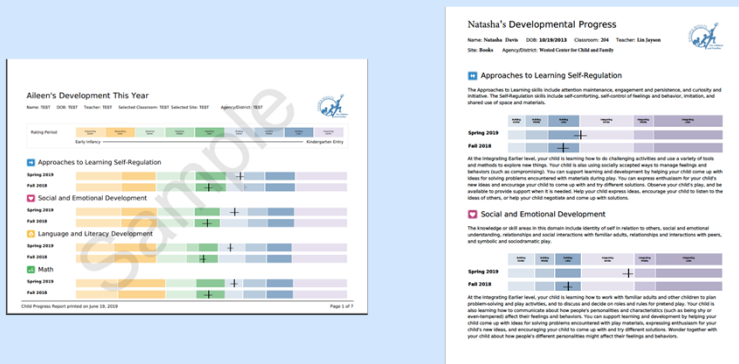 Aileen's Development This Year
Name: TEST DOB: TEST Teacher: TEST Selected Classroom: TEST Selected Site: TEST Agency/District: TEST
Rating Period
Early Infancy
Kindergarten Entry
Approaches to Learning Self-Regulation
Spring 2019
Fall 2018
Social and Emotional Development
Spring 2019
Fall 2018
Language and Literacy Development
Spring 2019
Fall 2018
Math
Spring 2019
Fall 2018
Child Progress Report printed on June 19, 2019
Page 1 of 7
Sample
Natasha's Developmental Progress
Name: Natasha Davis DOB: 10/19/2013 Classroom: 204 Teacher: Lin Jayson
Site: Rooks Agency/District: Wested Center for Child and Family
Approaches to Learning Self-Regulation
The Approaches to Learning skills include attention maintenance, engagement and persistence, and curiosity and
initiative. The Self-Regulation skills include self-comforting, self-control of feelings and behavior, imitation, and
shared use of space and materials.
Spring 2019
Fall 2018
At the Integrating Earlier level, your child is learning how to do challenging activities and use a variety of tools
and methods to explore new things. Your child is also using socially accepted ways to manage feelings and
behaviors (such as compromising). You can support learning and development by helping your child come up with
ideas for solving problems encountered with materials during play. You can express enthusiasm for your child's
new ideas and encourage your child to come up with and try different solutions. Observe your child's play, and be
available to provide support when it is needed. Help your child express ideas, encourage your child to listen to the
ideas of others, or help your child negotiate and come up with solutions.
Social and Emotional Development
The knowledge or skill areas in this domain include identity of self in relation to others, social and emotional
understanding, relationships and social interactions with familiar adults, relationships and interactions with peers,
and symbolic and sociodramatic play.
Spring 2019
Fall 2018
At the Integrating Earlier level, your child is learning how to work with familiar adults and other children to plan
problem-solving and play activities, and to discuss and decide on roles and rules for pretend play. Your child is
also learning how to communicate about how people's personalities and characteristics (such as being shy or
even-tempered) affect their feelings and behaviors. You can support learning and development by helping your
child come up with ideas for solving problems encountered with play materials, expressing enthusiasm for your
child's new ideas, and encouraging your child to come up with and try different solutions. Wonder together with
your child about how people's different personalities might affect their feelings and behaviors.